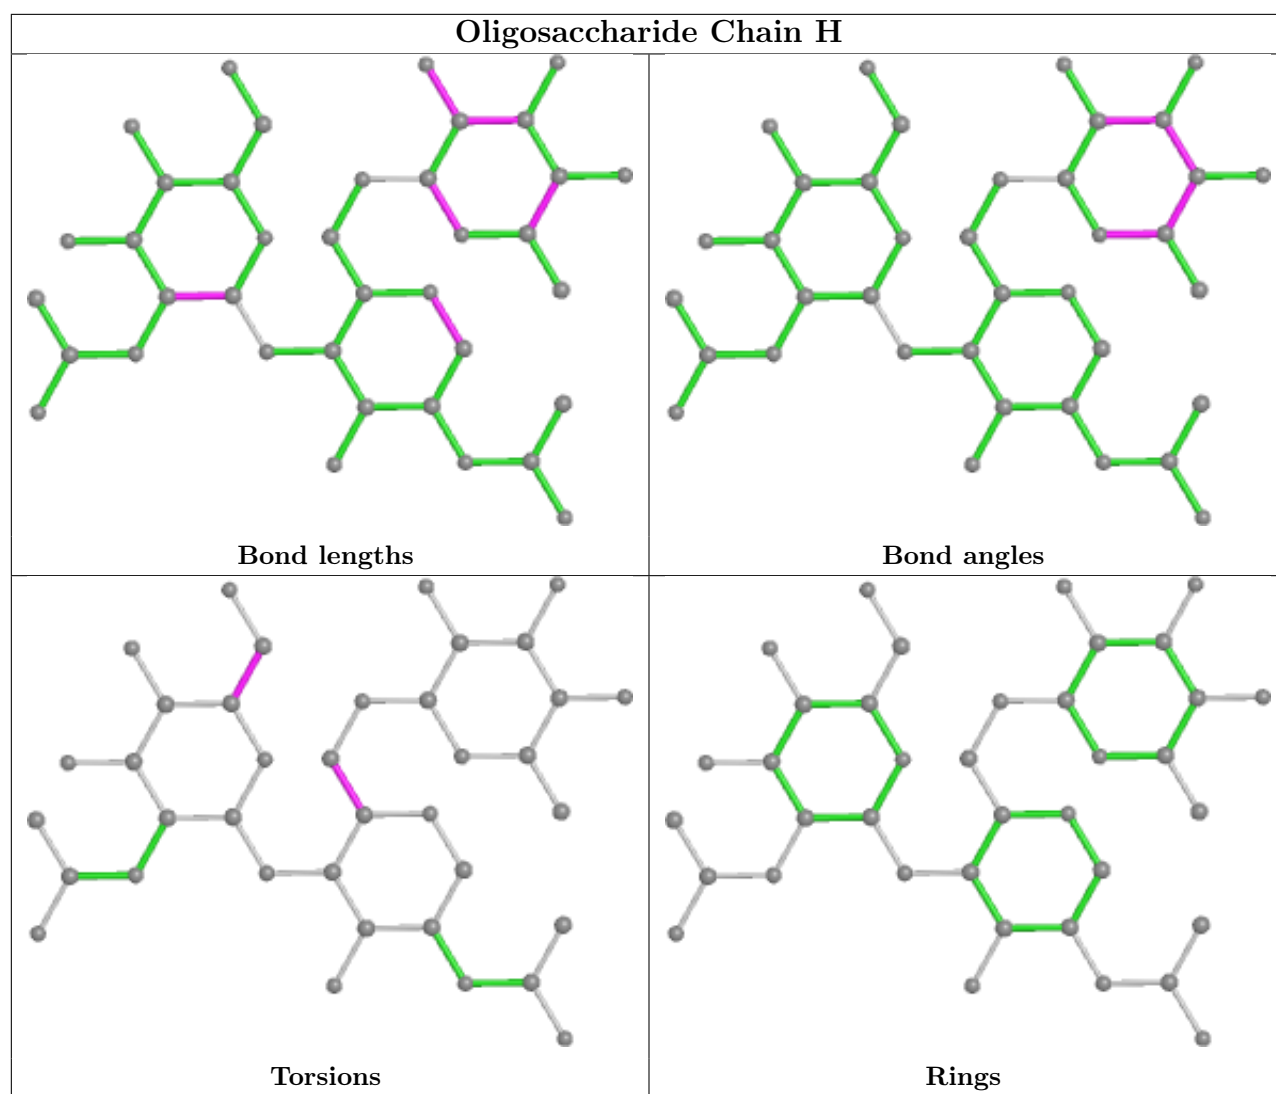 Oligosaccharide Chain H
Bond lengths
Bond angles
Torsions
Rings